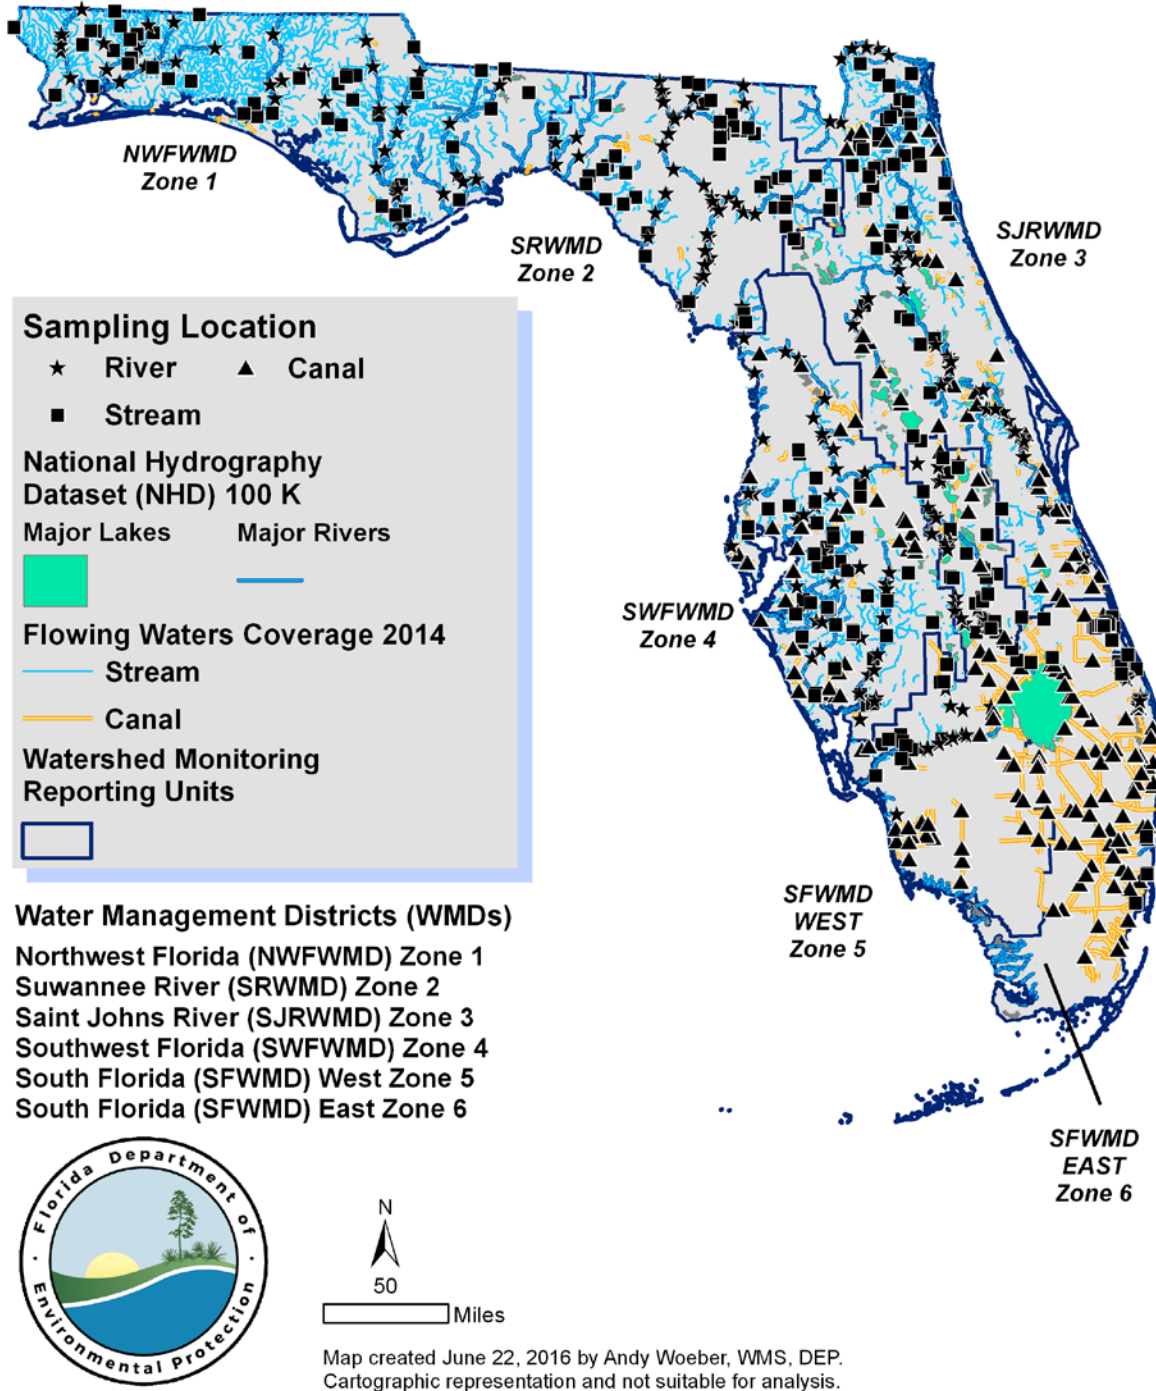 NWFWMD
Zone 1
SRWMD
Zone 2
SJRWMD
Zone 3
Sampling Location
River
Canal
Stream
National Hydrography
Dataset (NHD) 100 K
Major Lakes
Major Rivers
Flowing Waters Coverage 2014
Stream
Canal
Watershed Monitoring
Reporting Units
SWFWMD
Zone 4
SFWMD
WEST
Zone 5
SFWMD
EAST
Zone 6
Water Management Districts (WMDs)
Northwest Florida (NWFWMD) Zone 1
Suwannee River (SRWMD) Zone 2
Saint Johns River (SJRWMD) Zone 3
Southwest Florida (SWFWMD) Zone 4
South Florida (SFWMD) West Zone 5
South Florida (SFWMD) East Zone 6
Florida Department of
Environmental Protection
N
50
Miles
Map created June 22, 2016 by Andy Woeber, WMS, DEP.
Cartographic representation and not suitable for analysis.